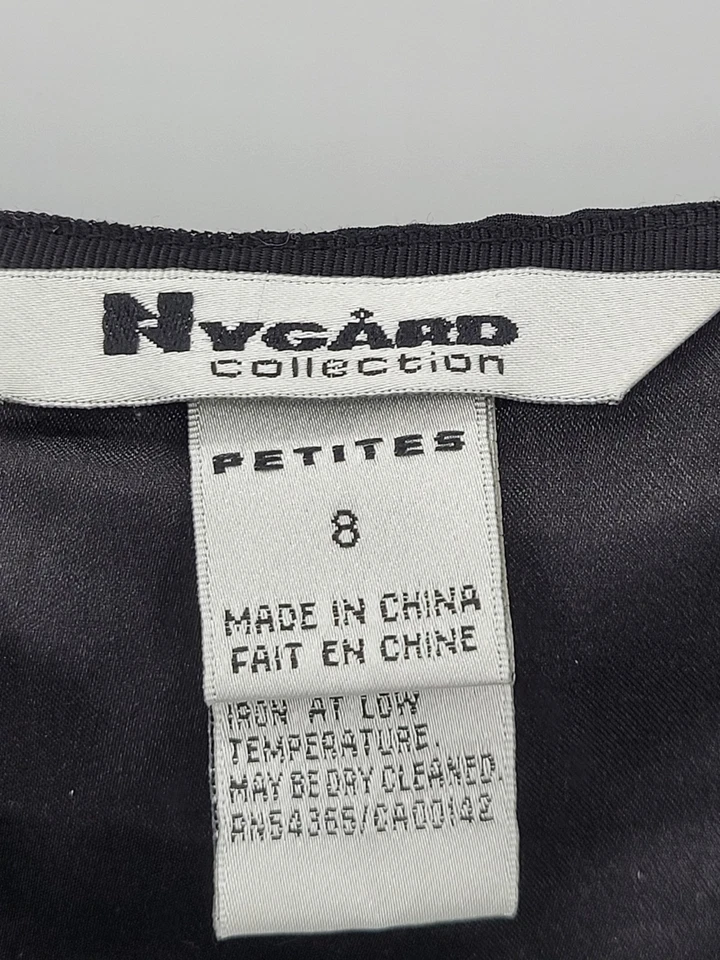 NYGÅRD
Collection
PETITES
8
MADE IN CHINA
FAIT EN CHINE
IRON AT LOW
TEMPERATURE.
MAY BE DRY CLEANED.
RN54366/CA00142